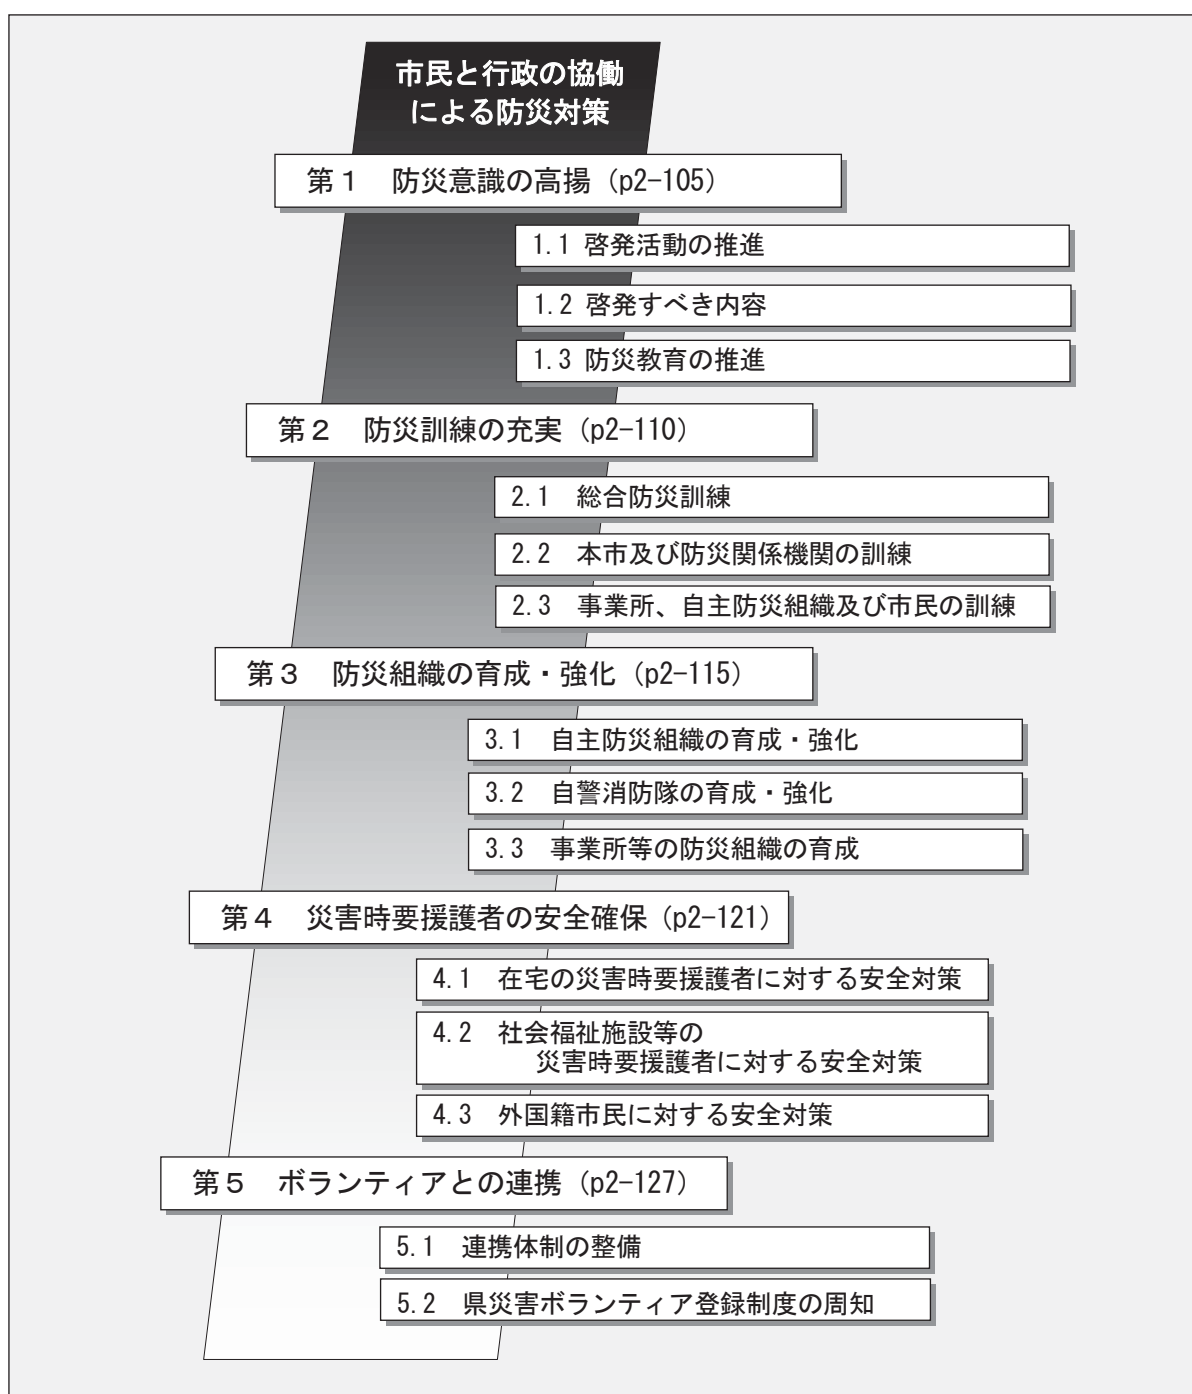 市民と行政の協働
による防災対策
第１　防災意識の高揚（p2-105）
1.1 啓発活動の推進
1.2 啓発すべき内容
1.3 防災教育の推進
第２　防災訓練の充実（p2-110）
2.1　総合防災訓練
2.2　本市及び防災関係機関の訓練
2.3　事業所、自主防災組織及び市民の訓練
第３　防災組織の育成・強化（p2-115）
3.1　自主防災組織の育成・強化
3.2　自警消防隊の育成・強化
3.3　事業所等の防災組織の育成
第４　災害時要援護者の安全確保（p2-121）
4.1　在宅の災害時要援護者に対する安全対策
4.2　社会福祉施設等の
災害時要援護者に対する安全対策
4.3　外国籍市民に対する安全対策
第５　ボランティアとの連携（p2-127）
5.1　連携体制の整備
5.2　県災害ボランティア登録制度の周知